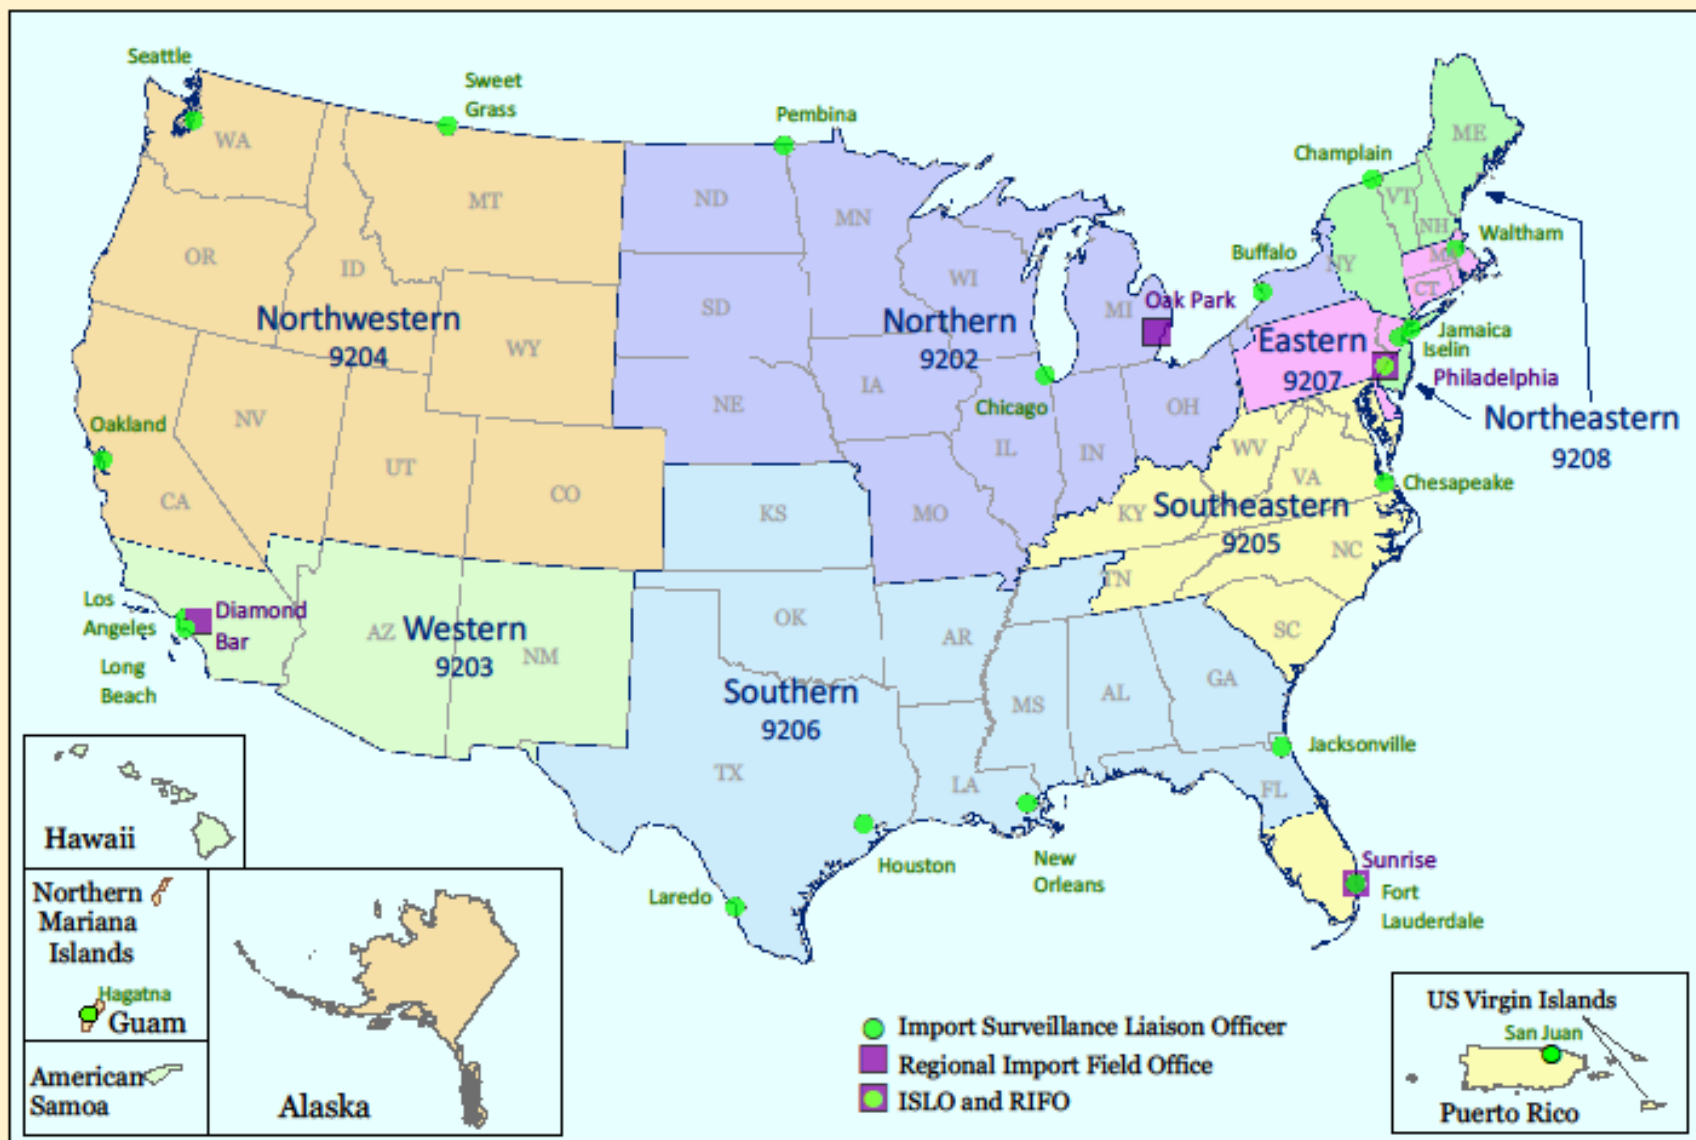 Seattle
Sweet
Grass
Pembina
Champlain
Waltham
Buffalo
Oak Park
Jamaica
Iselin
Philadelphia
Northeastern
9208
Chesapeake
WA
MT
ND
MN
ME
VT
NH
NY
CT
OR
ID
SD
WI
MI
Northwestern
9204
Northern
9202
Eastern
9207
WY
IA
NE
Chicago
OH
Oakland
NV
UT
CO
CA
KS
MO
IL
IN
WV
VA
KY
Southeastern
9205
NC
TN
SC
Los
Angeles
Diamond
Bar
Long
Beach
AZ
Western
9203
NM
OK
AR
Southern
9206
MS
AL
GA
TX
LA
FL
Jacksonville
Houston
New
Orleans
Laredo
Sunrise
Fort
Lauderdale
Hawaii
Northern
Mariana
Islands
Hagatna
Guam
American
Samoa
Alaska
Import Surveillance Liaison Officer
Regional Import Field Office
ISLO and RIFO
US Virgin Islands
San Juan
Puerto Rico